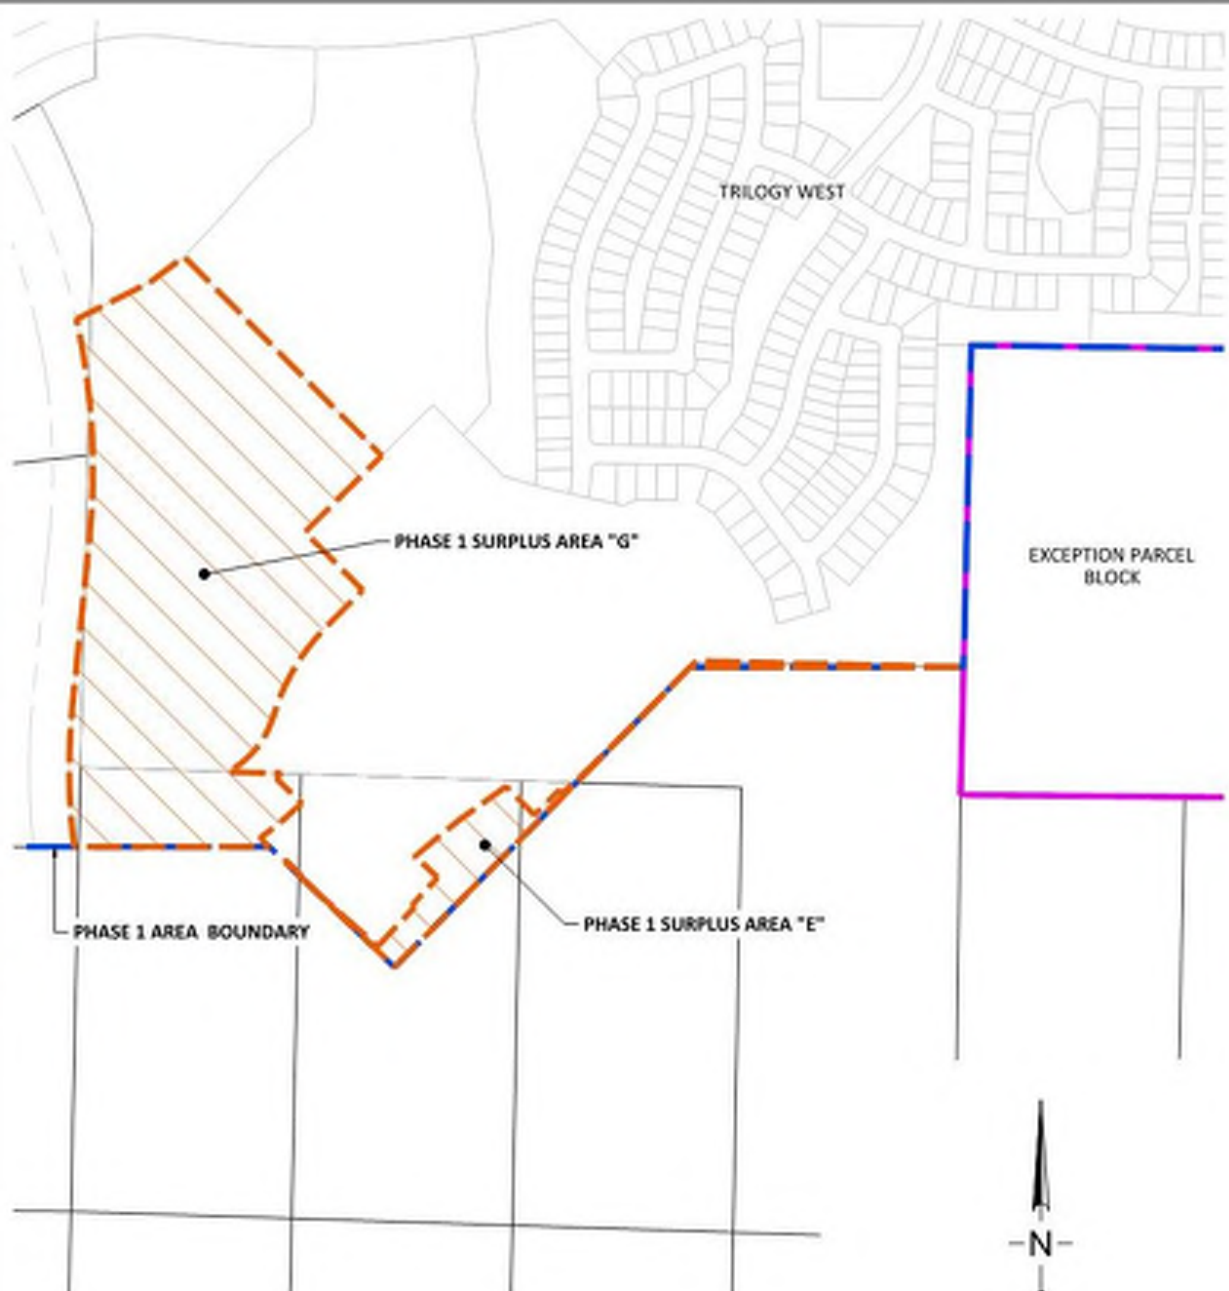 TRILOGY WEST
PHASE 1 SURPLUS AREA "G"
EXCEPTION PARCEL
BLOCK
PHASE 1 SURPLUS AREA "E"
PHASE 1 AREA BOUNDARY
N